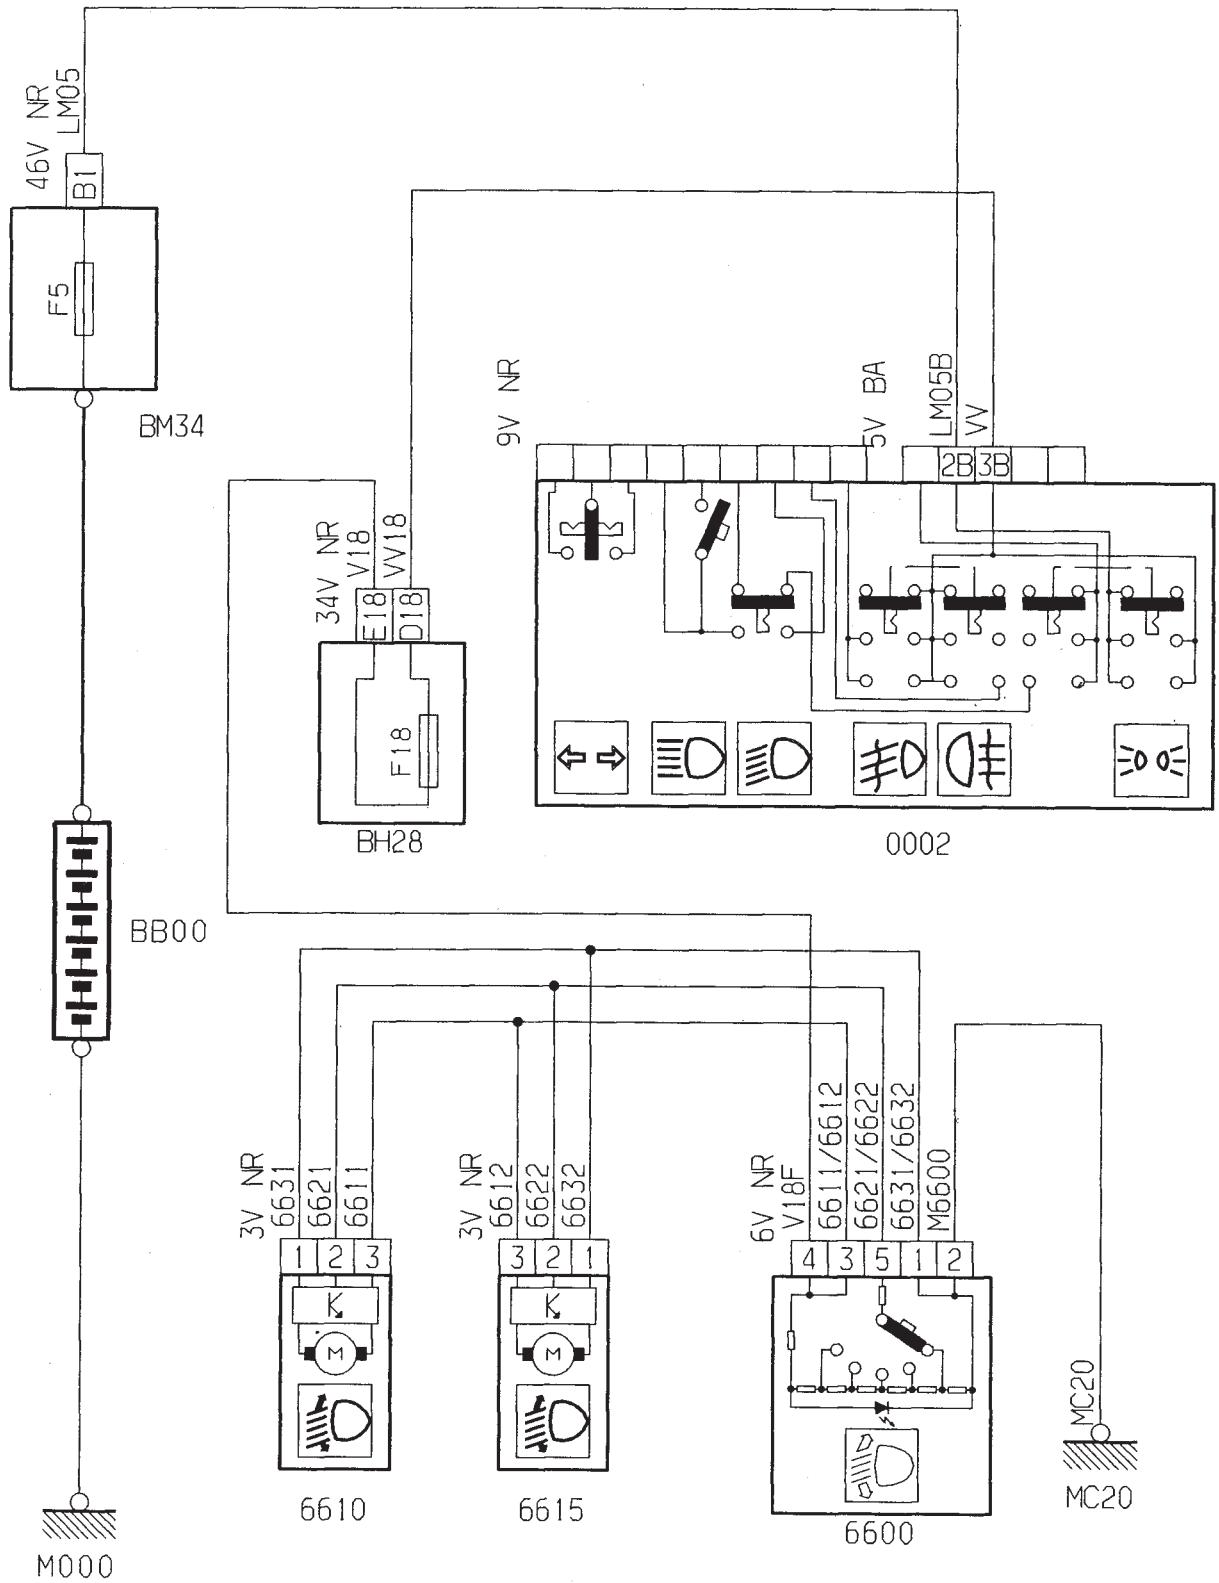 46V NR
LM05
B1
F5
BM34
9V NR
5V BA
LM05B
VV
2B
3B
34V NR
V18
VV18
E18
D18
F18
BH28
0002
BB00
3V NR
6631
6621
6611
1
2
3
K
M
6610
3V NR
6612
6622
6632
3
2
1
K
M
6615
6V NR
V18F
6611/6612
6621/6622
6631/6632
M6600
4
3
5
1
2
6600
MC20
MC20
M000